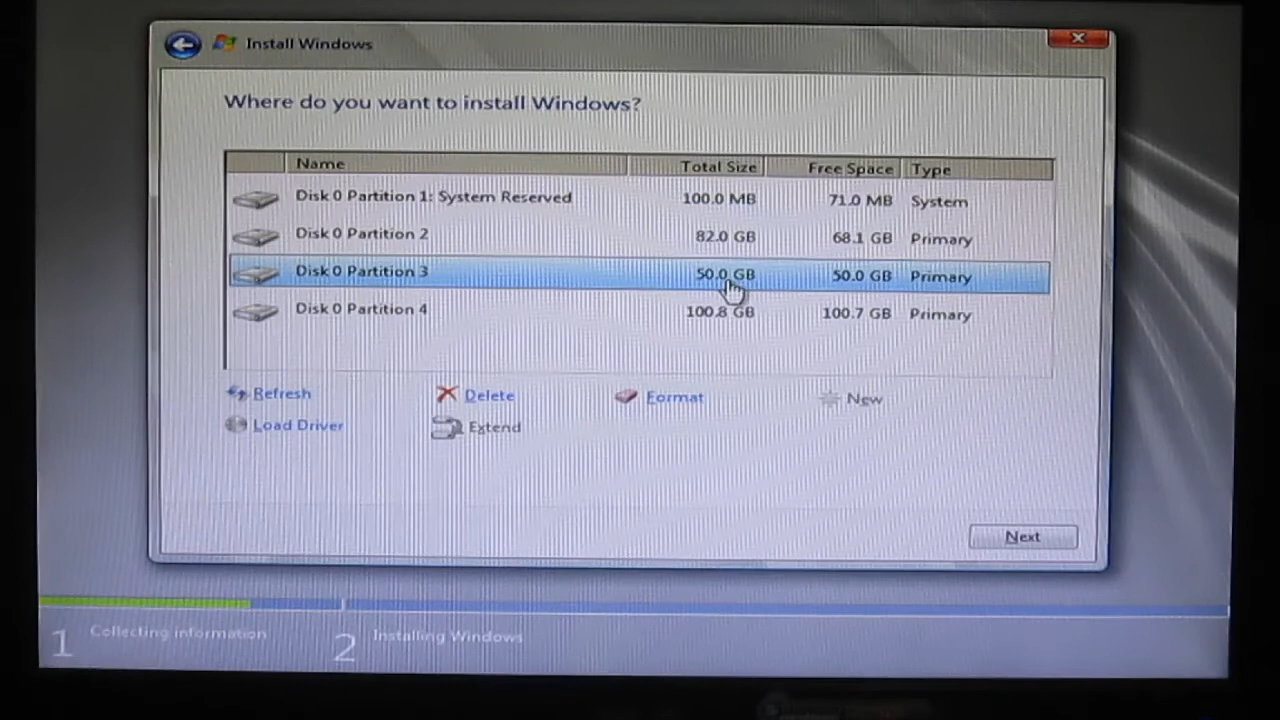 Install Windows
Where do you want to install Windows?
Name Total Size Free Space Type
Disk 0 Partition 1: System Reserved 100.0 MB 71.0 MB System
Disk 0 Partition 2 82.0 GB 68.1 GB Primary
Disk 0 Partition 3 50.0 GB 50.0 GB Primary
Disk 0 Partition 4 100.8 GB 100.7 GB Primary
Refresh Delete Format New
Load Driver Extend
Next
1 Collecting information 2 Installing Windows